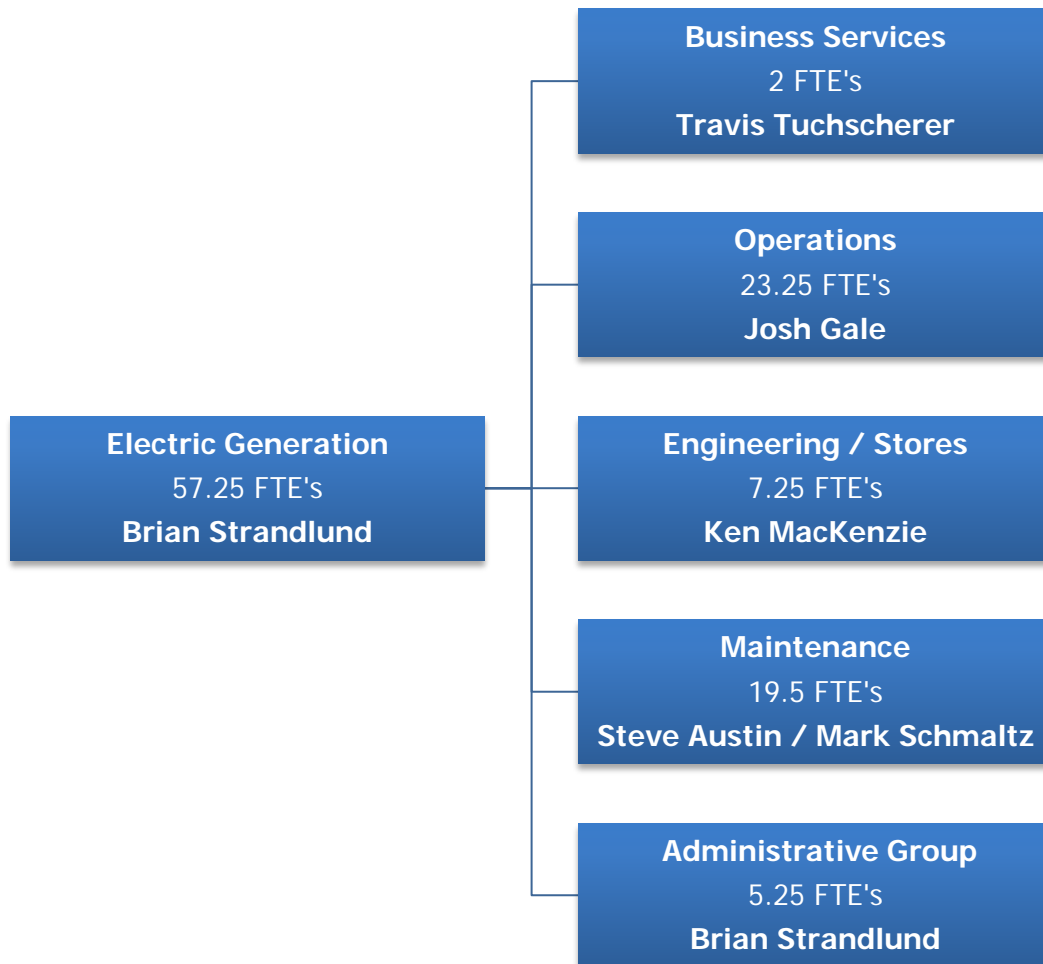 Business Services
2 FTE's
Travis Tuchscherer
Operations
23.25 FTE's
Josh Gale
Electric Generation
57.25 FTE's
Brian Strandlund
Engineering / Stores
7.25 FTE's
Ken MacKenzie
Maintenance
19.5 FTE's
Steve Austin / Mark Schmaltz
Administrative Group
5.25 FTE's
Brian Strandlund